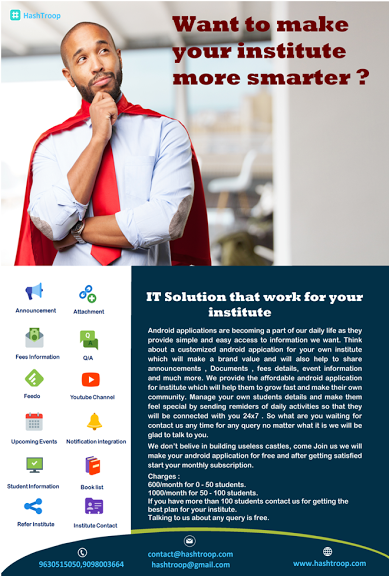 HashTroop
Want to make
your institute
more smarter ?
Announcement
Attachment
Fees Information
Q/A
Feedo
Youtube Channel
Upcoming Events
Notification integration
Student Information
Book list
Refer Institute
Institute Contact
IT Solution that work for your
institute
Android applications are becoming a part of our daily life as they
provide simple and easy access to information we want. Think
about a customized android appication for your own institute
which will make a brand value and will also help to share
announcements , Documents , fees details, event information
and much more. We provide the affordable android application
for institute which will help them to grow fast and make their own
community. Manage your own students details and make them
feel special by sending remiders of daily activities so that they
will be connected with you 24x7 . So what are you waiting for
contact us any time for any query no matter what it is we will be
glad to talk to you.
We don't belive in building useless castles, come Join us we will
make your android application for free and after getting satisfied
start your monthly subscription.
Charges :
600/month for 0 - 50 students.
1000/month for 50 - 100 students.
If you have more than 100 students contact us for getting the
best plan for your institute.
Talking to us about any query is free.
9630515050,9098003664
contact@hashtroop.com
hashtroop@gmail.com
www.hashtroop.com